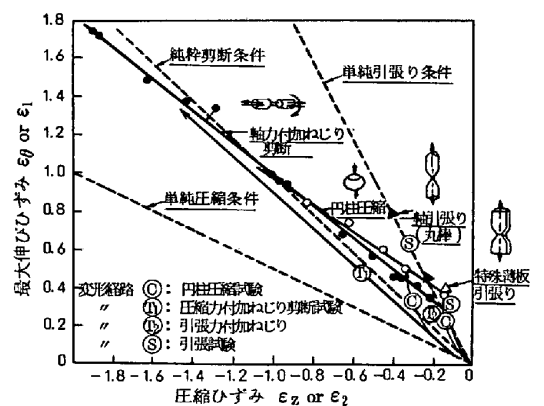 1.8
1.6
1.4
1.2
1.0
0.8
0.6
0.4
0.2
0
最大伸びひずみ εθ or ε1
純粋剪断条件
単純引張り条件
軸力付加ねじり
剪断
単純圧縮条件
円柱圧縮
軸引張り
(丸棒)
特殊薄板
引張り
T1
S
C
T2
S
C
変形経路 C : 円柱圧縮試験
〃 T1 : 圧縮力付加ねじり剪断試験
〃 T2 : 引張力付加ねじり
〃 S : 引張試験
-1.8
-1.6
-1.4
-1.2
-1.0
-0.8
-0.6
-0.4
-0.2
0
圧縮ひずみ εz or ε2